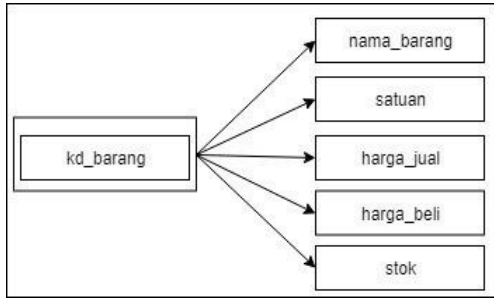 kd_barang
nama_barang
satuan
harga_jual
harga_beli
stok